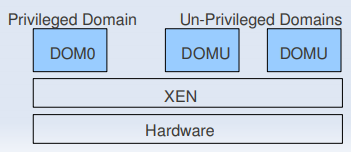 Privileged Domain
Un-Privileged Domains
DOM0
DOMU
DOMU
XEN
Hardware